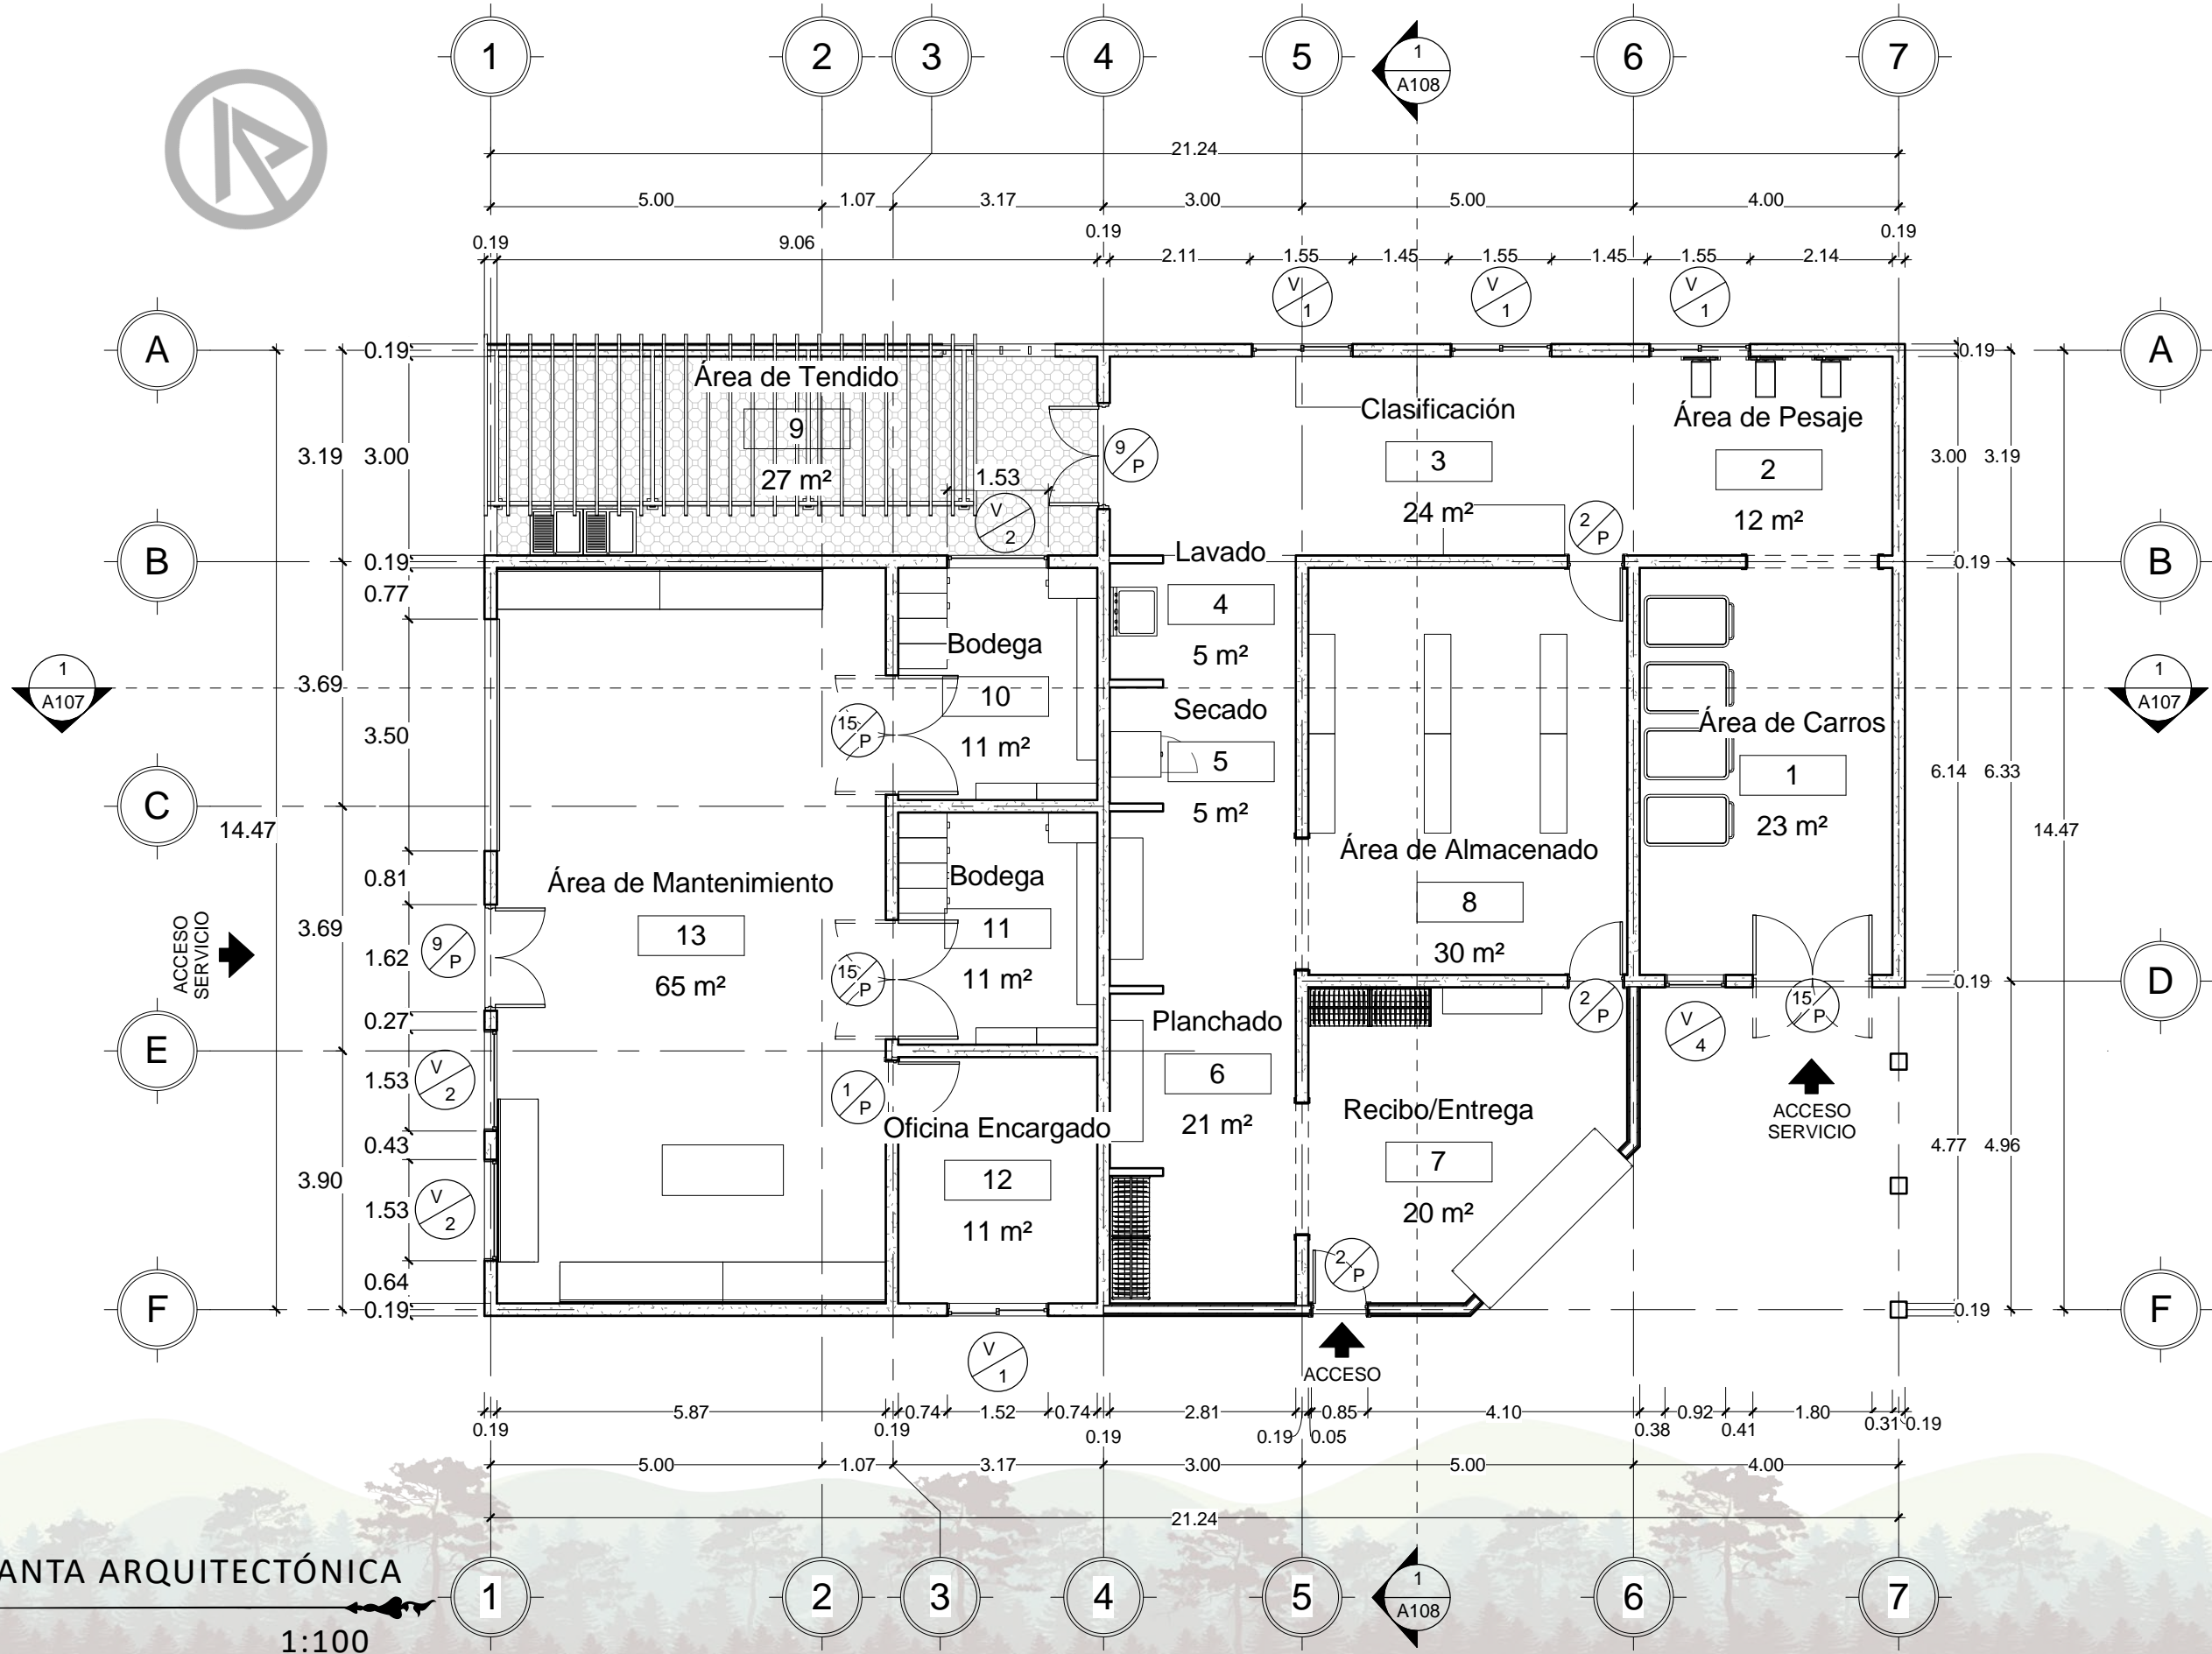 1 2 3 4 5 6 7
1
A108
21.24
5.00 1.07 3.17 3.00 5.00 4.00
0.19 9.06 0.19 0.19
2.11 1.55 1.45 1.55 1.45 1.55 2.14
V 1
V 1
V 1
A A
0.19 0.19
Área de Tendido
9
27 m²
1.53
V 2
9 P
Clasificación
3
24 m²
Área de Pesaje
2
12 m²
2 P
3.19 3.00
3.00 3.19
B B
0.19 0.19
0.77
Lavado
4
5 m²
Bodega
10
11 m²
15 P
1
A107
3.69
3.50
1
A107
Secado
5
5 m²
Área de Carros
1
23 m²
6.14 6.33
C
14.47
14.47
0.81
Área de Mantenimiento
13
65 m²
Bodega
11
11 m²
15 P
Área de Almacenado
8
30 m²
ACCESO
SERVICIO
3.69
1.62
9 P
D
0.19
0.27
2 P
V 4
15 P
E
1.53
V 2
1 P
Planchado
6
21 m²
ACCESO
SERVICIO
Oficina Encargado
12
11 m²
Recibo/Entrega
7
20 m²
0.43
3.90
1.53
V 2
4.77 4.96
2 P
0.64
F F
0.19 0.19
V 1
ACCESO
5.87 0.74 1.52 0.74 2.81 0.85 4.10 0.92 1.80
0.19 0.19 0.19 0.19 0.05 0.38 0.41 0.31 0.19
5.00 1.07 3.17 3.00 5.00 4.00
21.24
ANTA ARQUITECTÓNICA
1:100
1 2 3 4 5 6 7
1
A108